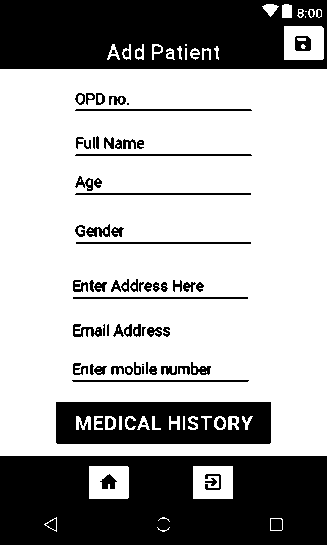 8:00
Add Patient
OPD no.
Full Name
Age
Gender
Enter Address Here
Email Address
Enter mobile number
MEDICAL HISTORY